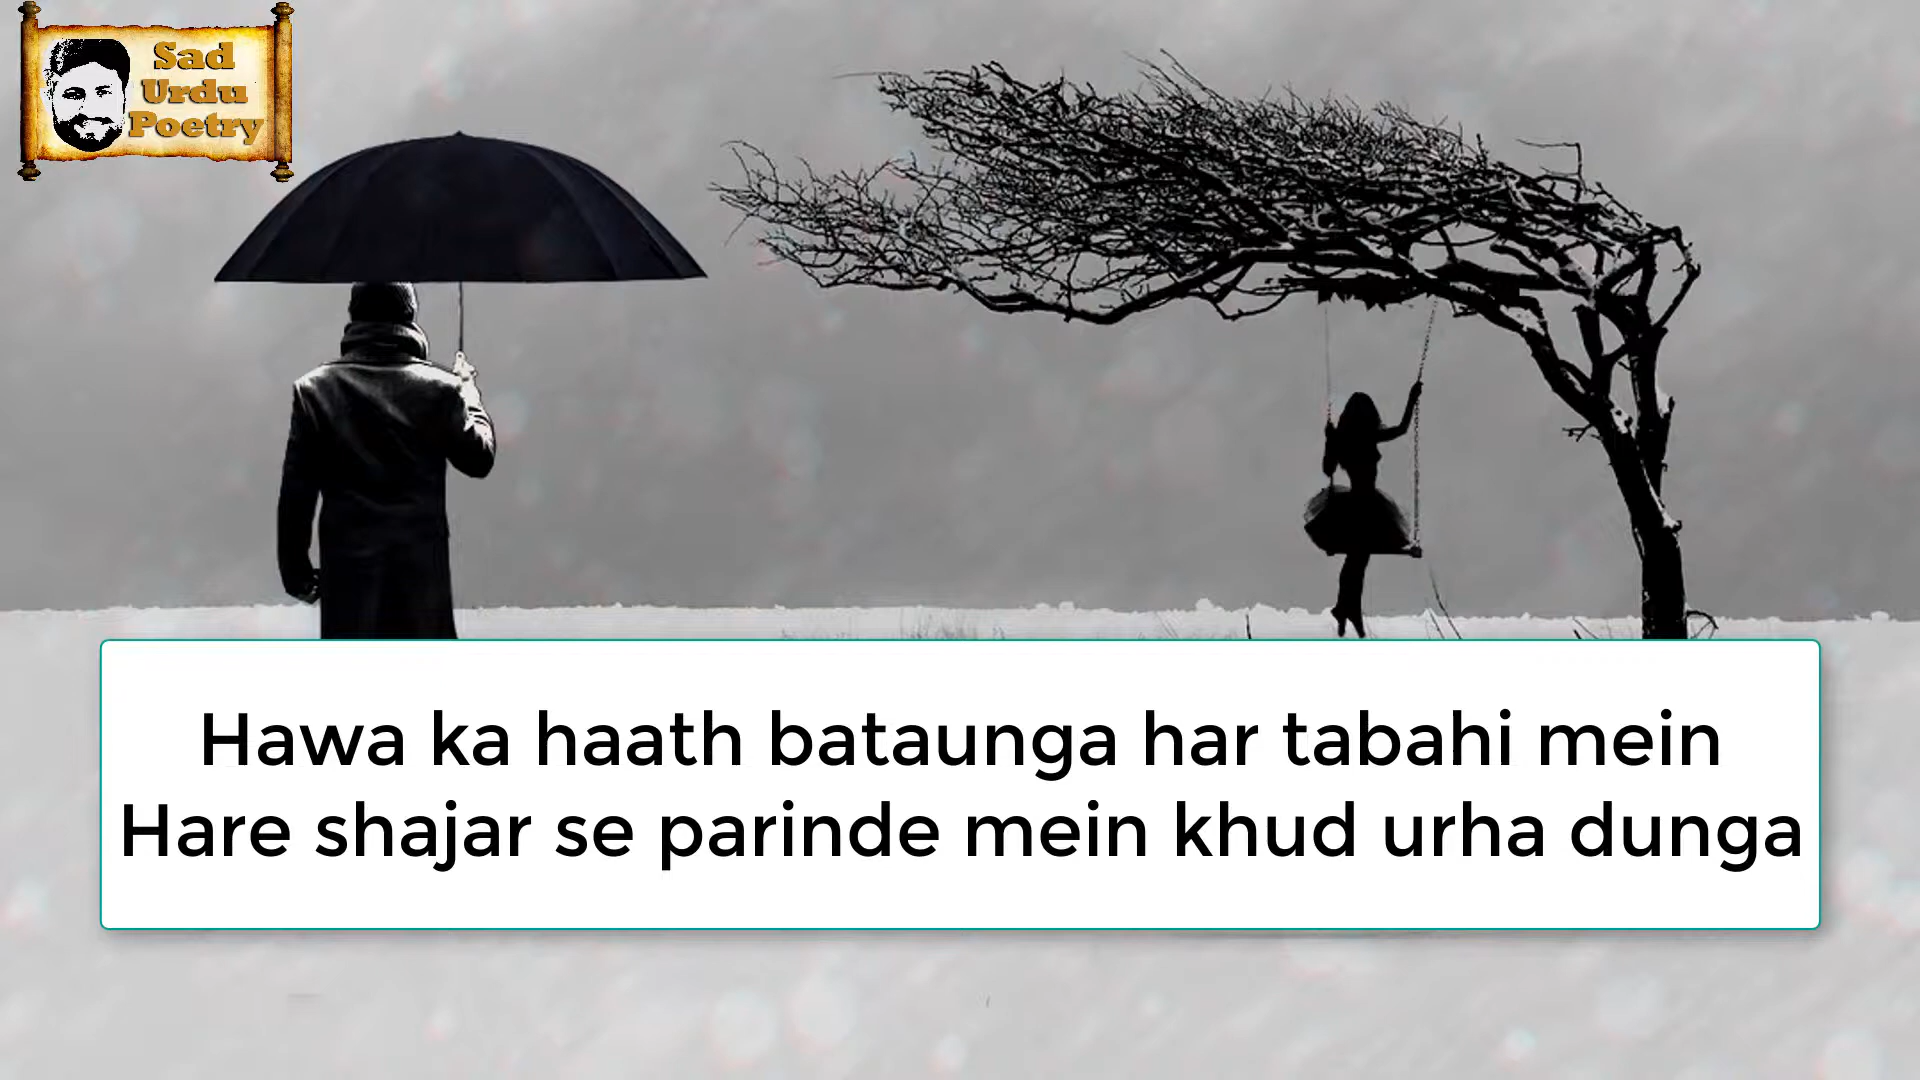 Sad
Urdu
Poetry
Hawa ka haath bataunga har tabahi mein
Hare shajar se parinde mein khud urha dunga